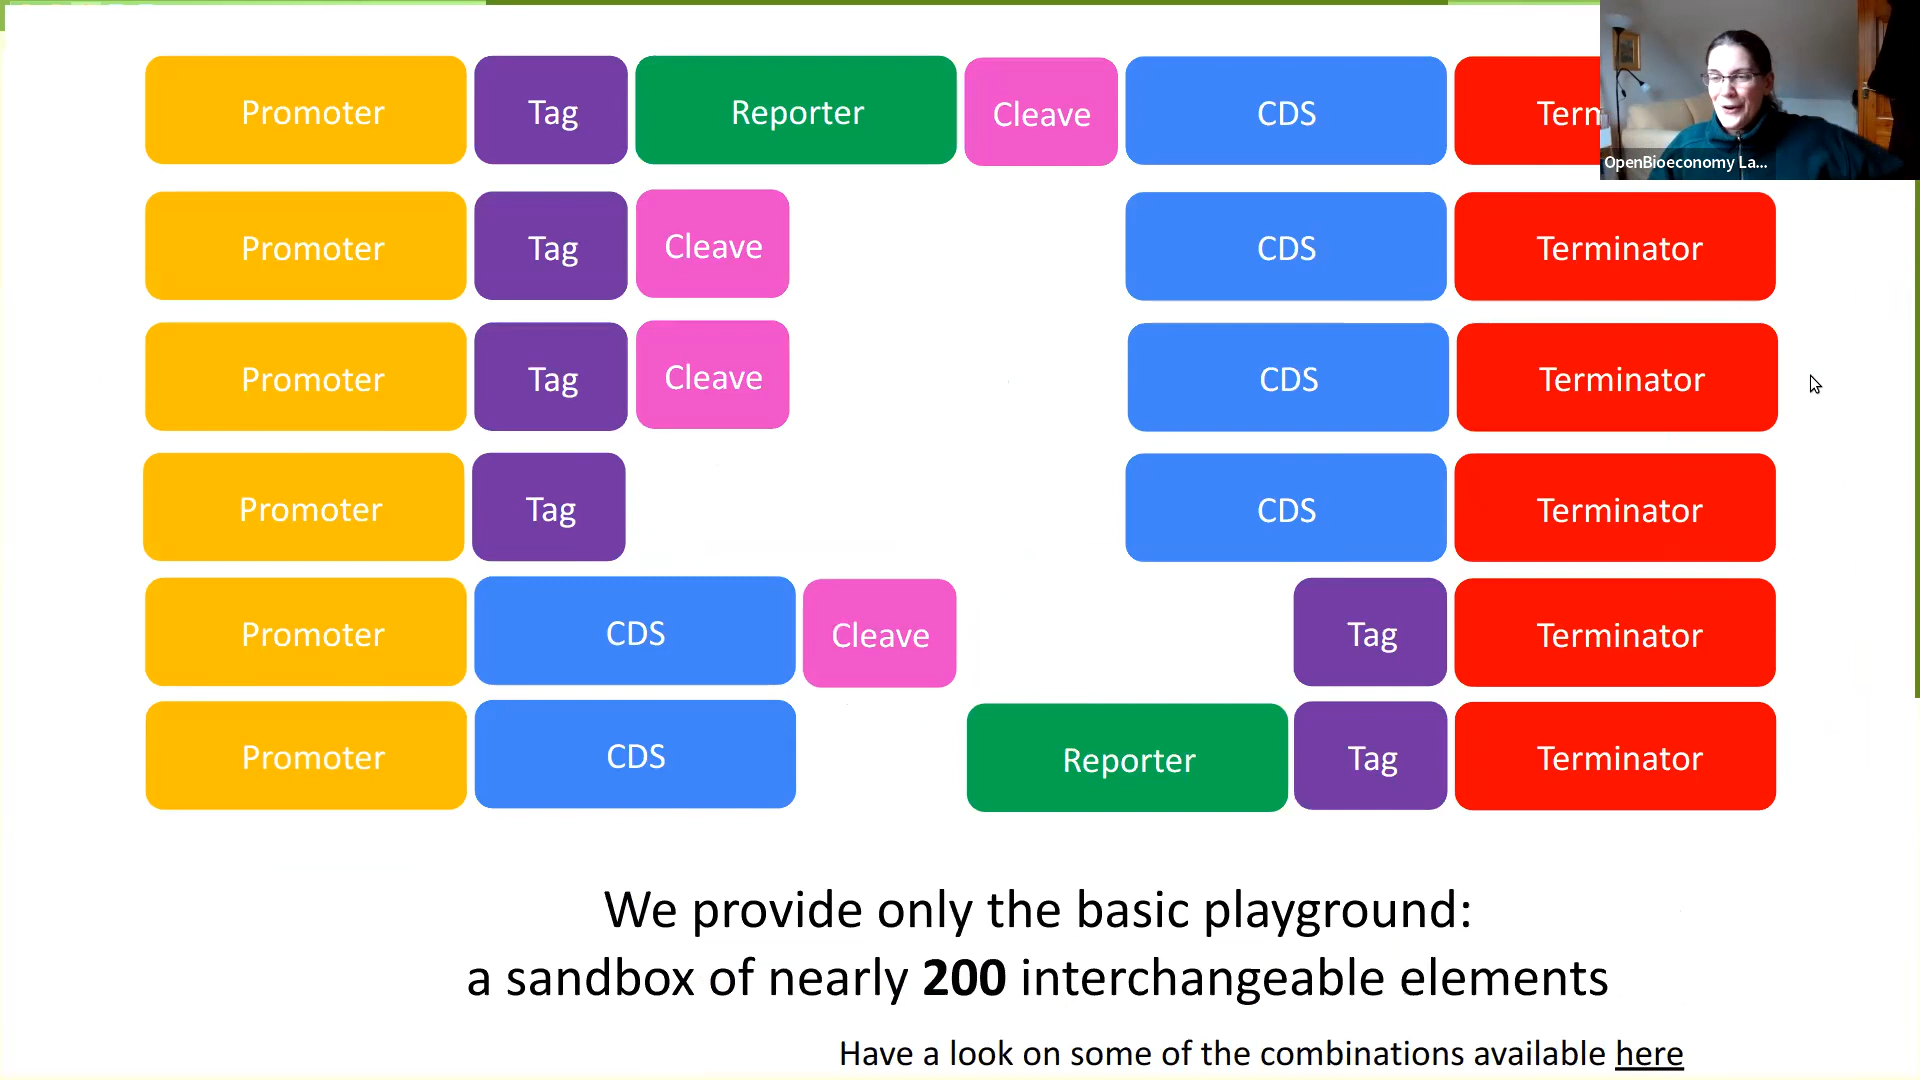 Promoter Tag Reporter Cleave CDS Term
OpenBioeconomy La...
Promoter Tag Cleave CDS Terminator
Promoter Tag Cleave CDS Terminator
Promoter Tag CDS Terminator
Promoter CDS Cleave Tag Terminator
Promoter CDS Reporter Tag Terminator
We provide only the basic playground:
a sandbox of nearly 200 interchangeable elements
Have a look on some of the combinations available here